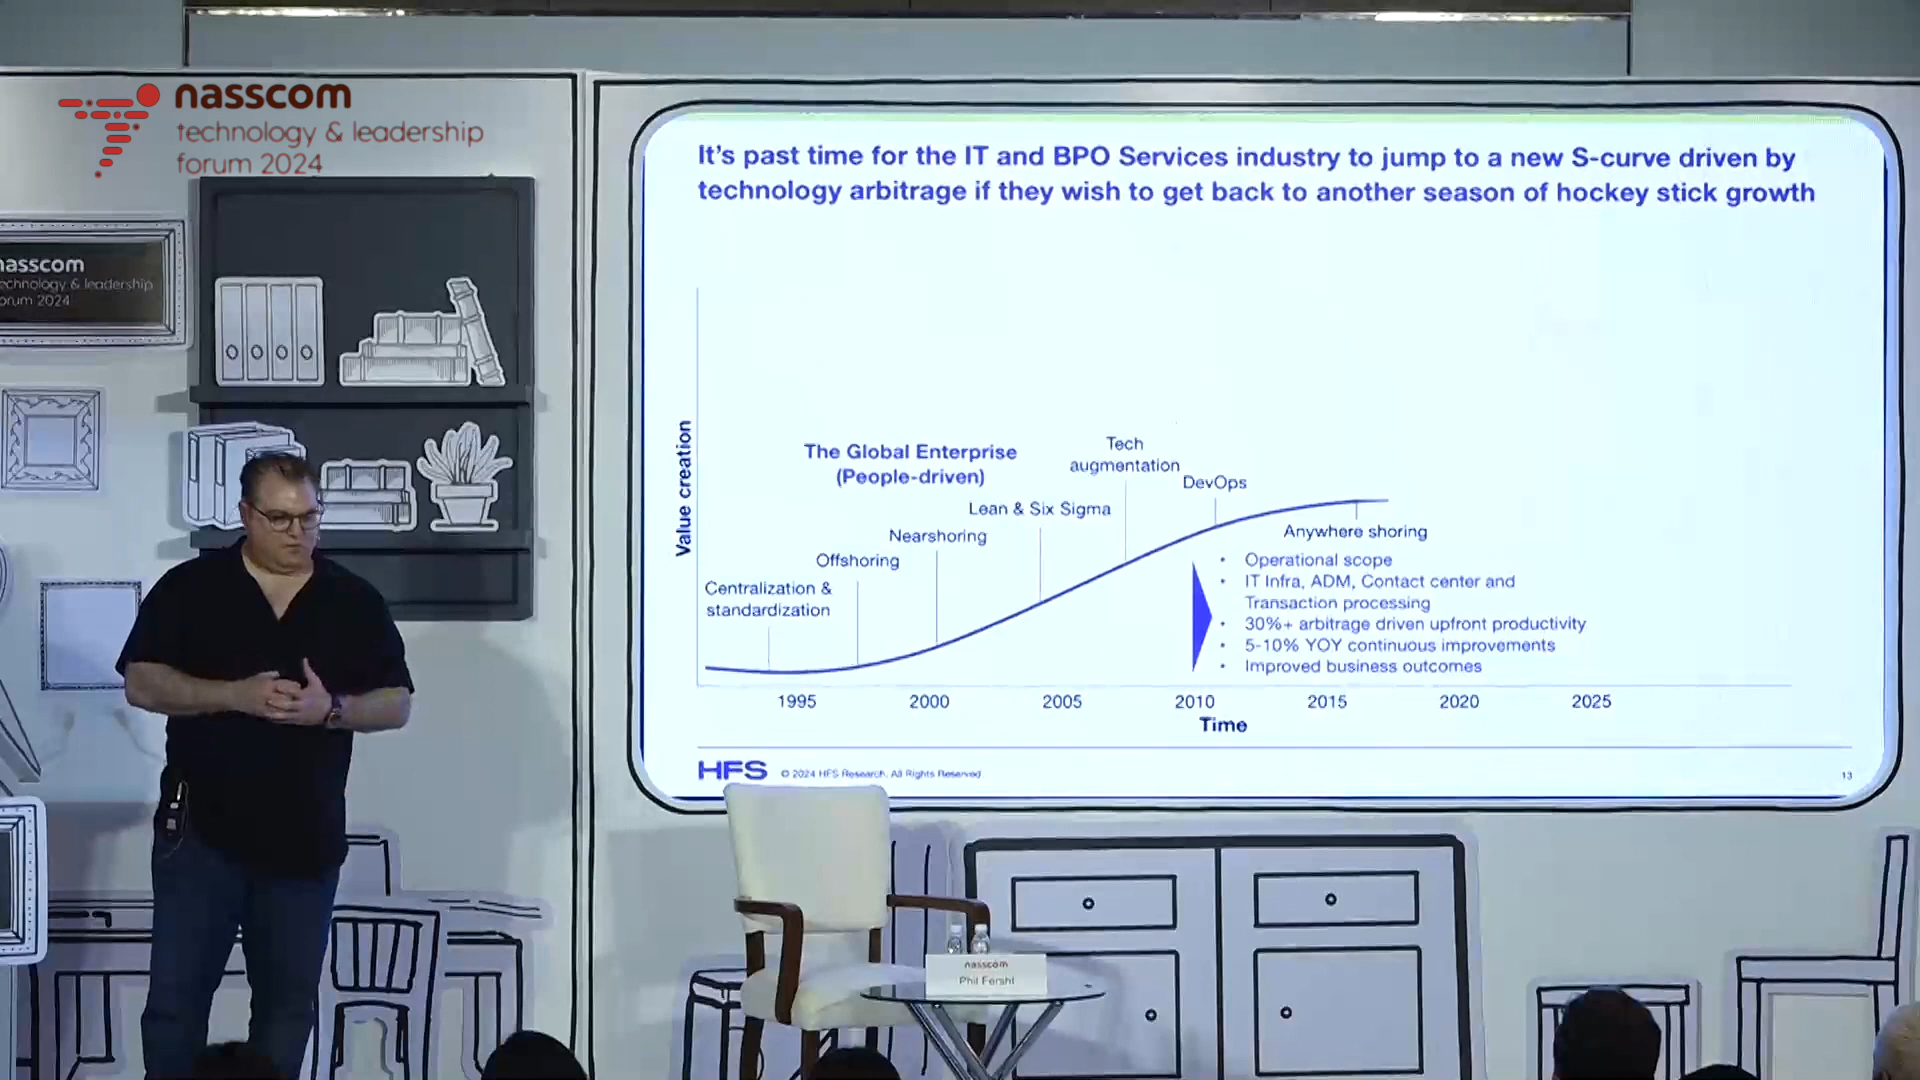 nasscom
technology & leadership
forum 2024
nasscom
technology & leadership
forum 2024
It's past time for the IT and BPO Services industry to jump to a new S-curve driven by
technology arbitrage if they wish to get back to another season of hockey stick growth
Value creation
The Global Enterprise
(People-driven)
Centralization &
standardization
Offshoring
Nearshoring
Lean & Six Sigma
Tech
augmentation
DevOps
Anywhere shoring
• Operational scope
• IT Infra, ADM, Contact center and
Transaction processing
• 30%+ arbitrage driven upfront productivity
• 5-10% YOY continuous improvements
• Improved business outcomes
1995 2000 2005 2010 2015 2020 2025
Time
HFS © 2024 HFS Research. All Rights Reserved
13
nasscom
Phil Fersht